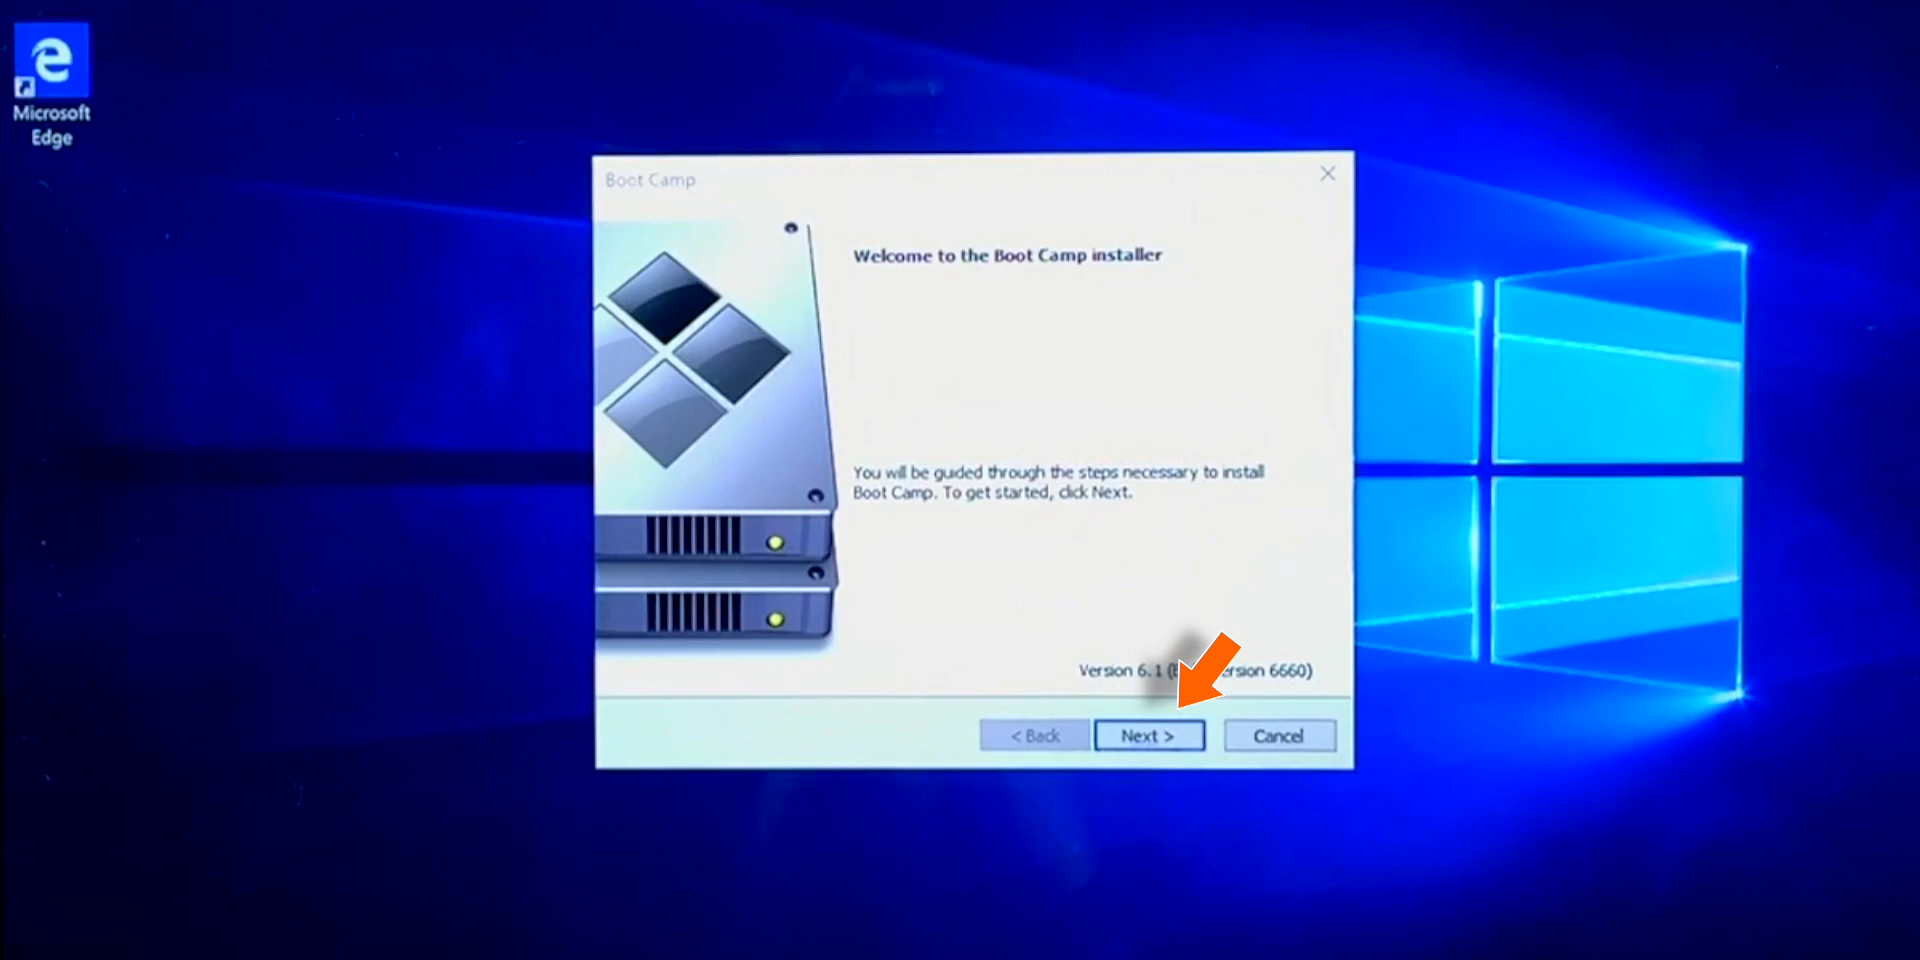 Microsoft
Edge
Boot Camp
Welcome to the Boot Camp installer
You will be guided through the steps necessary to install
Boot Camp. To get started, click Next.
Version 6.1 (version 6660)
< Back
Next >
Cancel